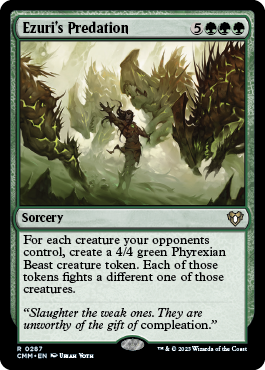 Ezuri's Predation 5
Sorcery
For each creature your opponents
control, create a 4/4 green Phyrexian
Beast creature token. Each of those
tokens fights a different one of those
creatures.
"Slaughter the weak ones. They are
unworthy of the gift of compleation."
R 0287
CMM • EN Uriah Voth
™ & © 2023 Wizards of the Coast